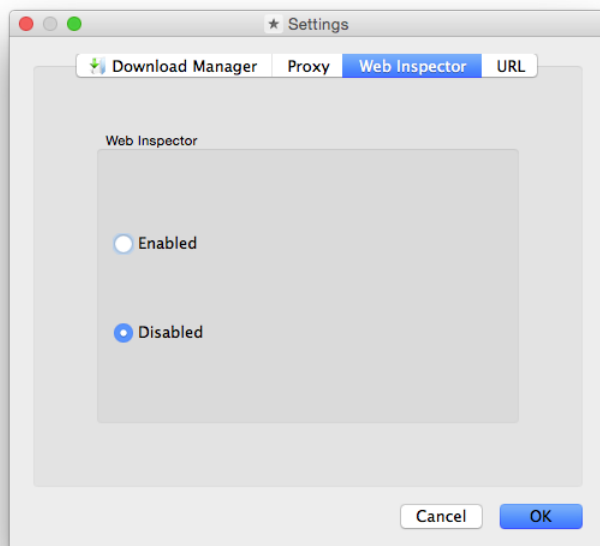 Settings
Download Manager Proxy Web Inspector URL
Web Inspector
Enabled
Disabled
Cancel OK